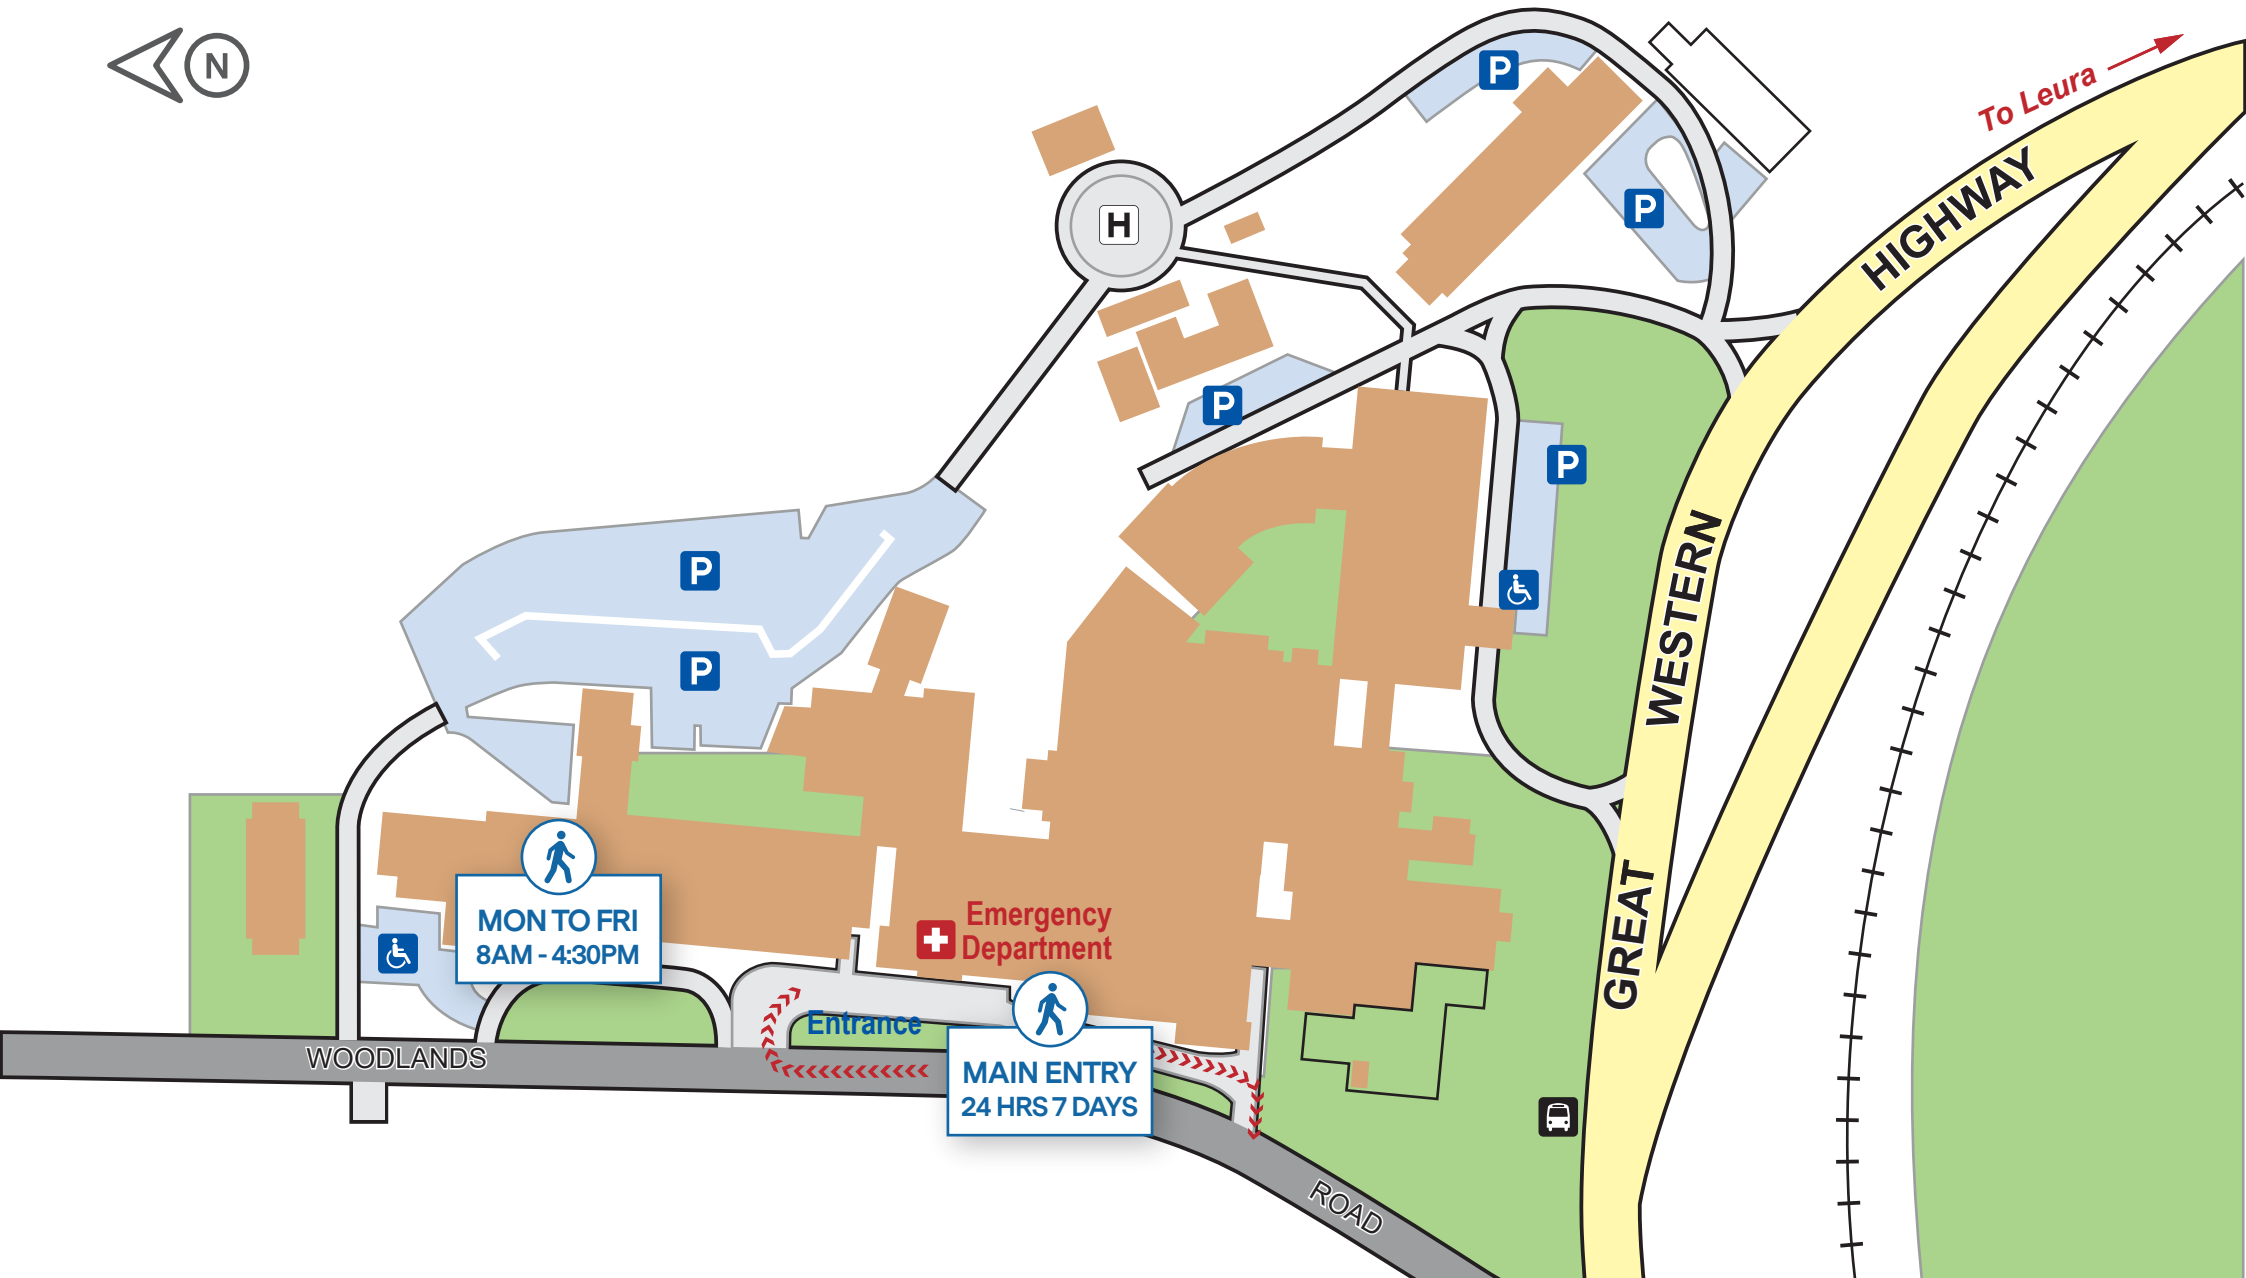 N
P
To Leura
P
H
HIGHWAY
P
P
WESTERN
P
P
GREAT
MON TO FRI
8AM - 4:30PM
Emergency
Department
Entrance
WOODLANDS
MAIN ENTRY
24 HRS 7 DAYS
ROAD